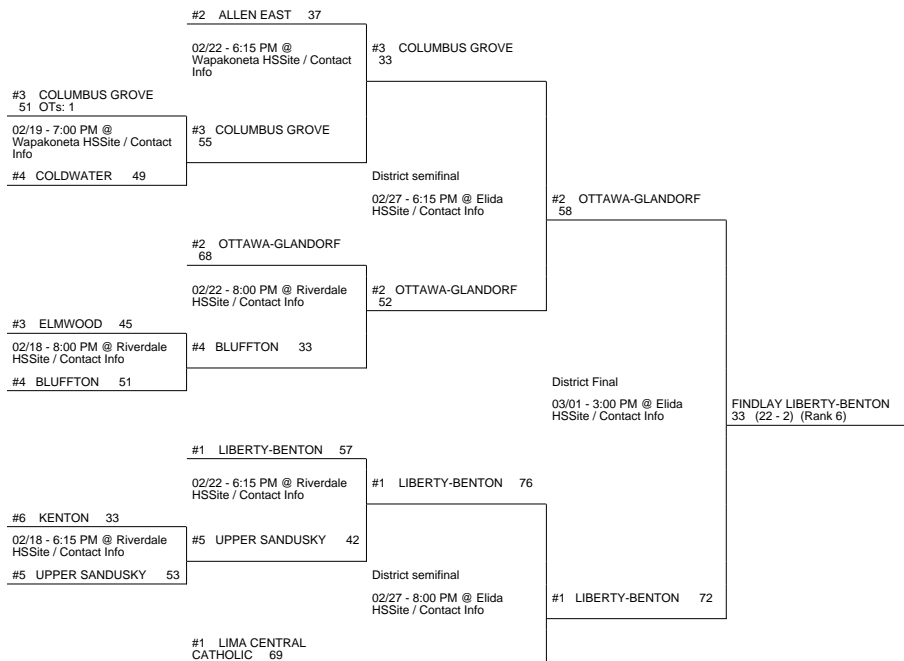 #2 ALLEN EAST 37
02/22 - 6:15 PM @
Wapakoneta HSSite / Contact
Info
#3 COLUMBUS GROVE
33
#3 COLUMBUS GROVE
51 OTs: 1
02/19 - 7:00 PM @
Wapakoneta HSSite / Contact
Info
#3 COLUMBUS GROVE
55
#4 COLDWATER 49
District semifinal
02/27 - 6:15 PM @ Elida
HSSite / Contact Info
#2 OTTAWA-GLANDORF
58
#2 OTTAWA-GLANDORF
68
02/22 - 8:00 PM @ Riverdale
HSSite / Contact Info
#2 OTTAWA-GLANDORF
52
#3 ELMWOOD 45
02/18 - 8:00 PM @ Riverdale
HSSite / Contact Info
#4 BLUFFTON 33
#4 BLUFFTON 51
District Final
03/01 - 3:00 PM @ Elida
HSSite / Contact Info
FINDLAY LIBERTY-BENTON
33 (22 - 2) (Rank 6)
#1 LIBERTY-BENTON 57
02/22 - 6:15 PM @ Riverdale
HSSite / Contact Info
#1 LIBERTY-BENTON 76
#6 KENTON 33
02/18 - 6:15 PM @ Riverdale
HSSite / Contact Info
#5 UPPER SANDUSKY 42
#5 UPPER SANDUSKY 53
District semifinal
02/27 - 8:00 PM @ Elida
HSSite / Contact Info
#1 LIBERTY-BENTON 72
#1 LIMA CENTRAL
CATHOLIC 69